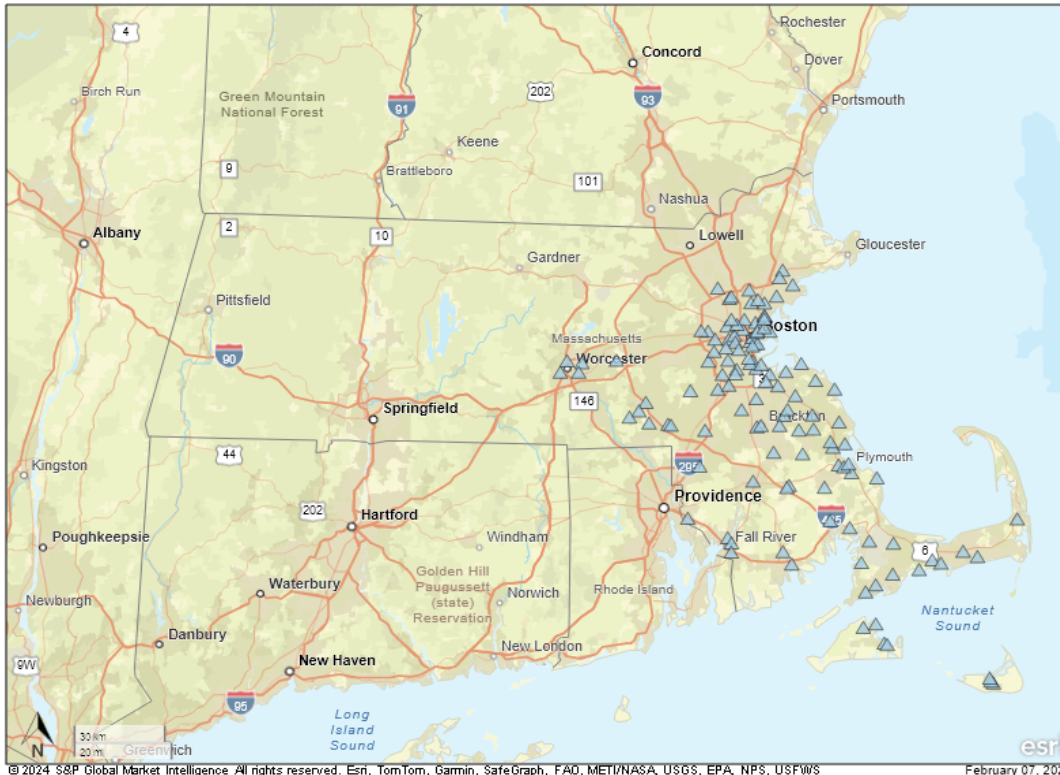 4
Rochester
Concord
Dover
Birch Run
Green Mountain
National Forest
202
91
93
Portsmouth
Keene
9
Brattleboro
101
Nashua
Albany
2
10
Lowell
Gloucester
Gardner
Pittsfield
Massachusetts
Boston
90
Worcester
3
Springfield
146
Brockton
44
Kingston
295
Plymouth
Providence
202
Hartford
495
Poughkeepsie
Windham
Fall River
6
Golden Hill
Paugussett
(state)
Reservation
Waterbury
Norwich
Rhode Island
Newburgh
Nantucket
Sound
Danbury
New London
9W
New Haven
95
Long
Island
Sound
N
30 km
20 m
Greenwich
esri
© 2024 S&P Global Market Intelligence. All rights reserved. Esri, TomTom, Garmin, SafeGraph, FAO, METI/NASA, USGS, EPA, NPS, USFWS
February 07, 20